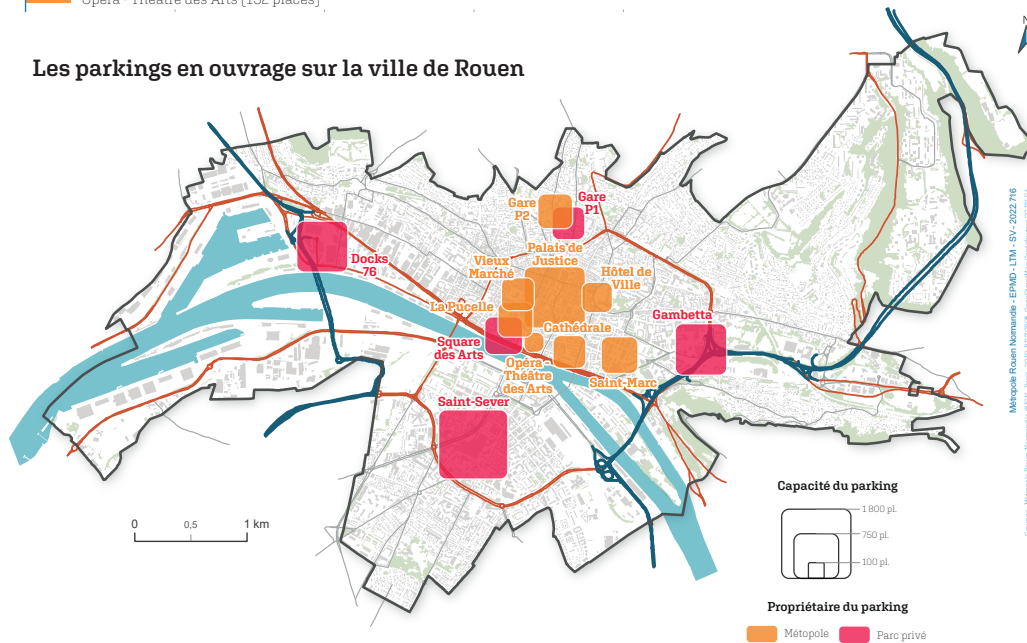 Opéra - Théâtre des Arts (132 places)
Les parkings en ouvrage sur la ville de Rouen
N
Gare
P2
Gare
P1
Palais de
Justice
Vieux
Marché
Hôtel de
Ville
Docks
76
La Pucelle
Gambetta
Square
des Arts
Cathédrale
Opéra -
Théâtre
des Arts
Saint-Marc
Saint-Sever
0
0,5
1 km
Capacité du parking
1 800 pl.
750 pl.
100 pl.
Propriétaire du parking
Métopole
Parc privé
Métropole Rouen Normandie - EPMD - LTM - SV - 2022.716